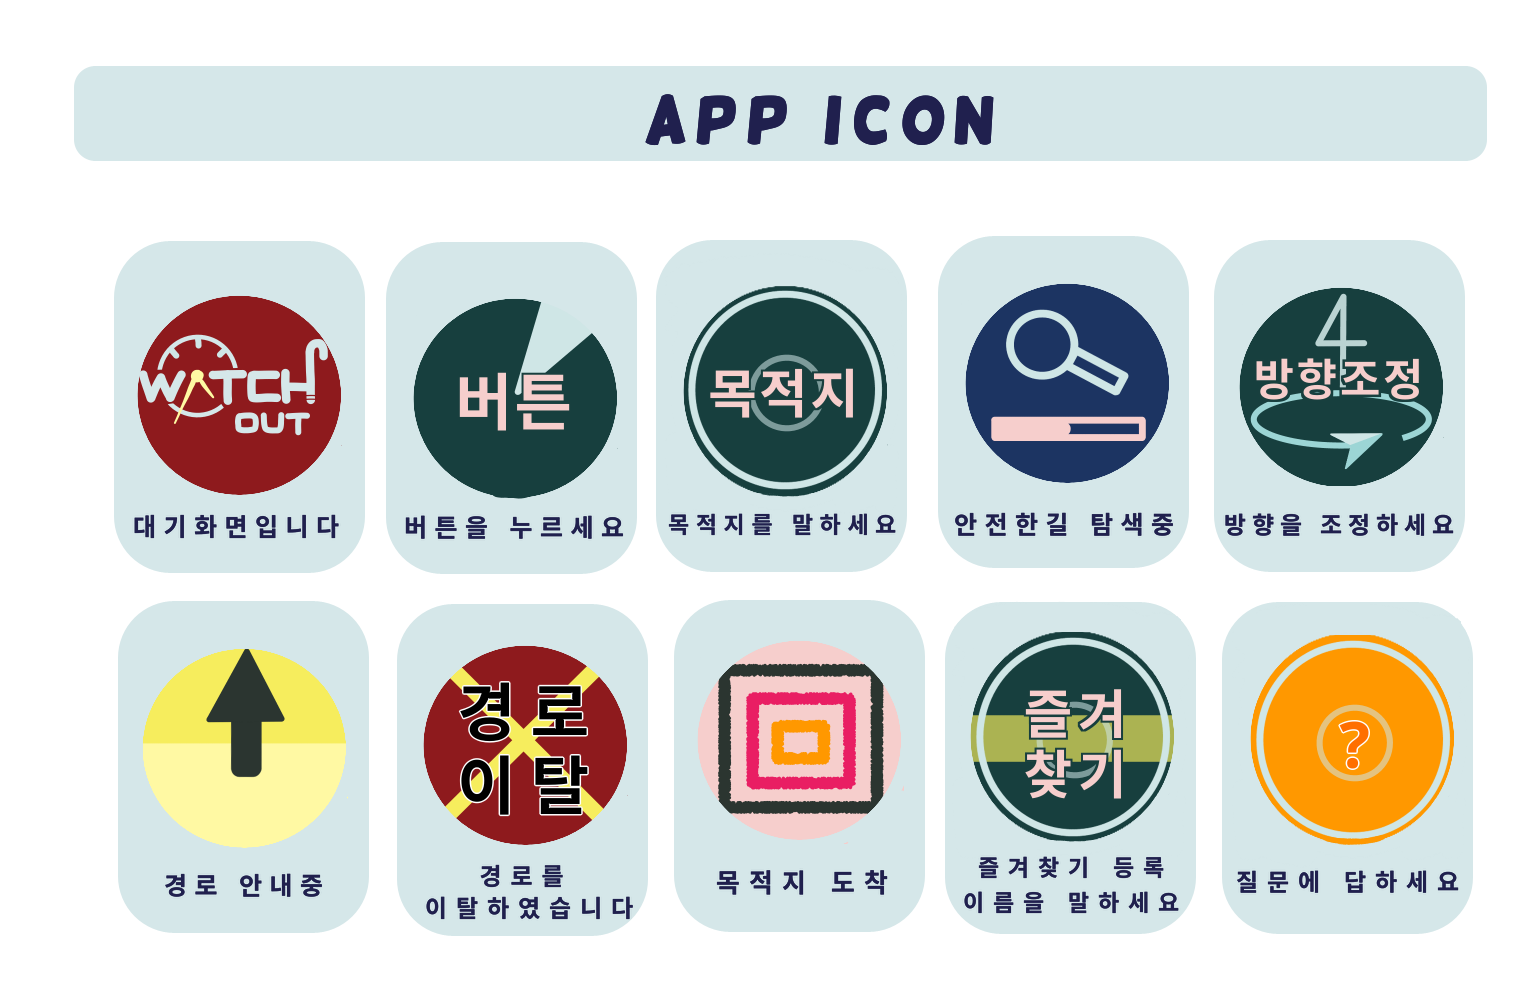 APP ICON
WATCH
OUT
대기화면입니다
버튼
버튼을 누르세요
목적지
목적지를 말하세요
안전한길 탐색중
4
방향조정
방향을 조정하세요
경로 안내중
경로
이탈
경로를
이탈하였습니다
목적지 도착
즐겨
찾기
즐겨찾기 등록
이름을 말하세요
?
질문에 답하세요